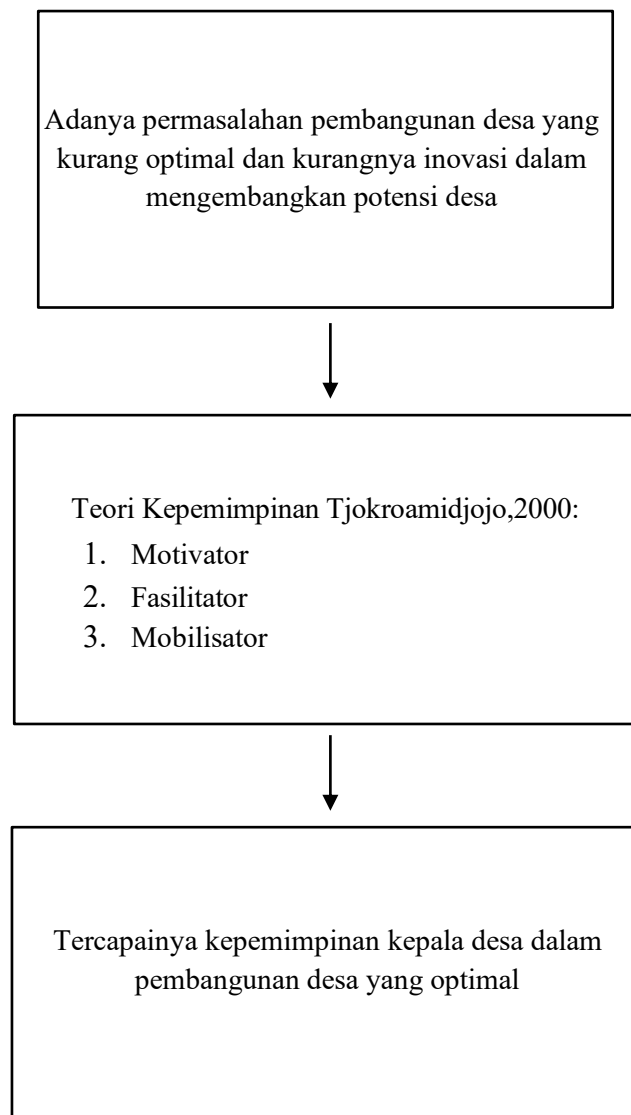 Adanya permasalahan pembangunan desa yang
kurang optimal dan kurangnya inovasi dalam
mengembangkan potensi desa
Teori Kepemimpinan Tjokroamidjojo,2000:
1. Motivator
2. Fasilitator
3. Mobilisator
Tercapainya kepemimpinan kepala desa dalam
pembangunan desa yang optimal